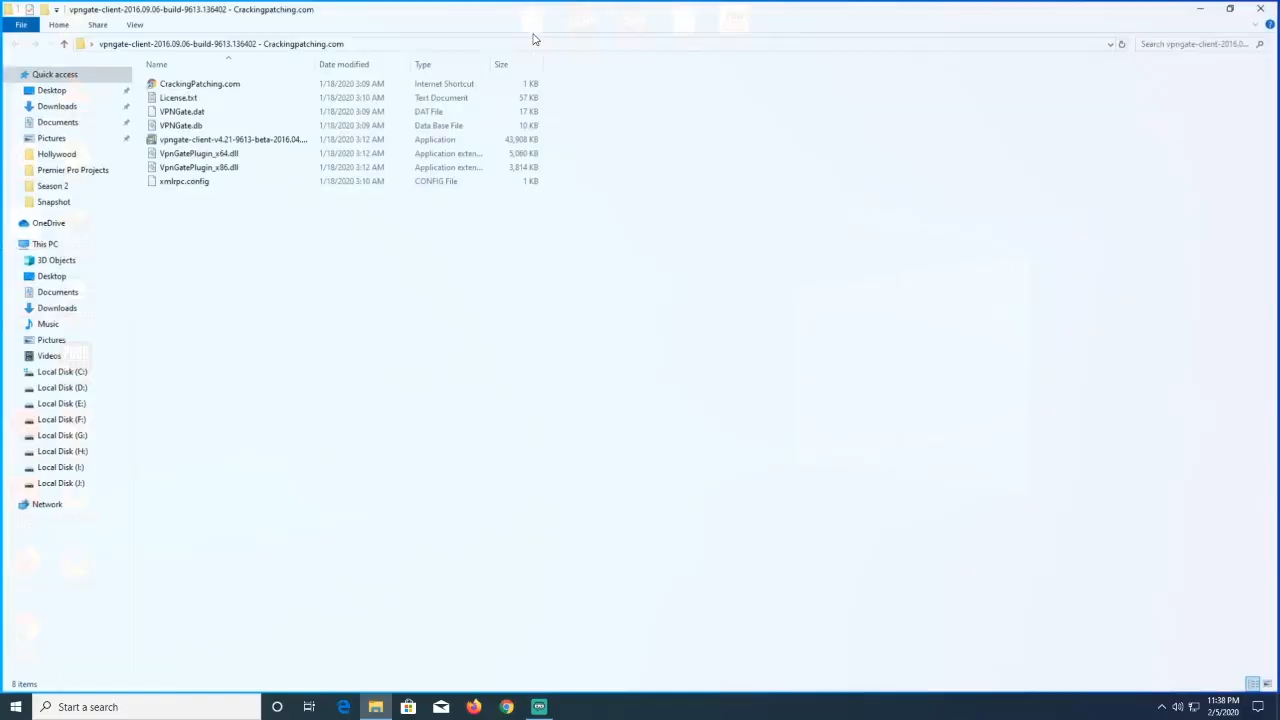 vpngate-client-2016.09.06-build-9613.136402 - Crackingpatching.com
File Home Share View
vpngate-client-2016.09.06-build-9613.136402 - Crackingpatching.com
Search vpngate-client-2016.0...
Name Date modified Type Size
CrackingPatching.com 1/18/2020 3:09 AM Internet Shortcut 1 KB
License.txt 1/18/2020 3:10 AM Text Document 57 KB
VPNGate.dat 1/18/2020 3:09 AM DAT File 17 KB
VPNGate.db 1/18/2020 3:09 AM Data Base File 10 KB
vpngate-client-v4.21-9613-beta-2016.04.... 1/18/2020 3:12 AM Application 43,908 KB
VpnGatePlugin_x64.dll 1/18/2020 3:12 AM Application exten... 5,060 KB
VpnGatePlugin_x86.dll 1/18/2020 3:12 AM Application exten... 3,814 KB
xmlrpc.config 1/18/2020 3:10 AM CONFIG File 1 KB
Quick access
Desktop
Downloads
Documents
Pictures
Hollywood
Premier Pro Projects
Season 2
Snapshot
OneDrive
This PC
3D Objects
Desktop
Documents
Downloads
Music
Pictures
Videos
Local Disk (C:)
Local Disk (D:)
Local Disk (E:)
Local Disk (F:)
Local Disk (G:)
Local Disk (H:)
Local Disk (I:)
Local Disk (J:)
Network
8 items
Start a search
11:38 PM
2/5/2020